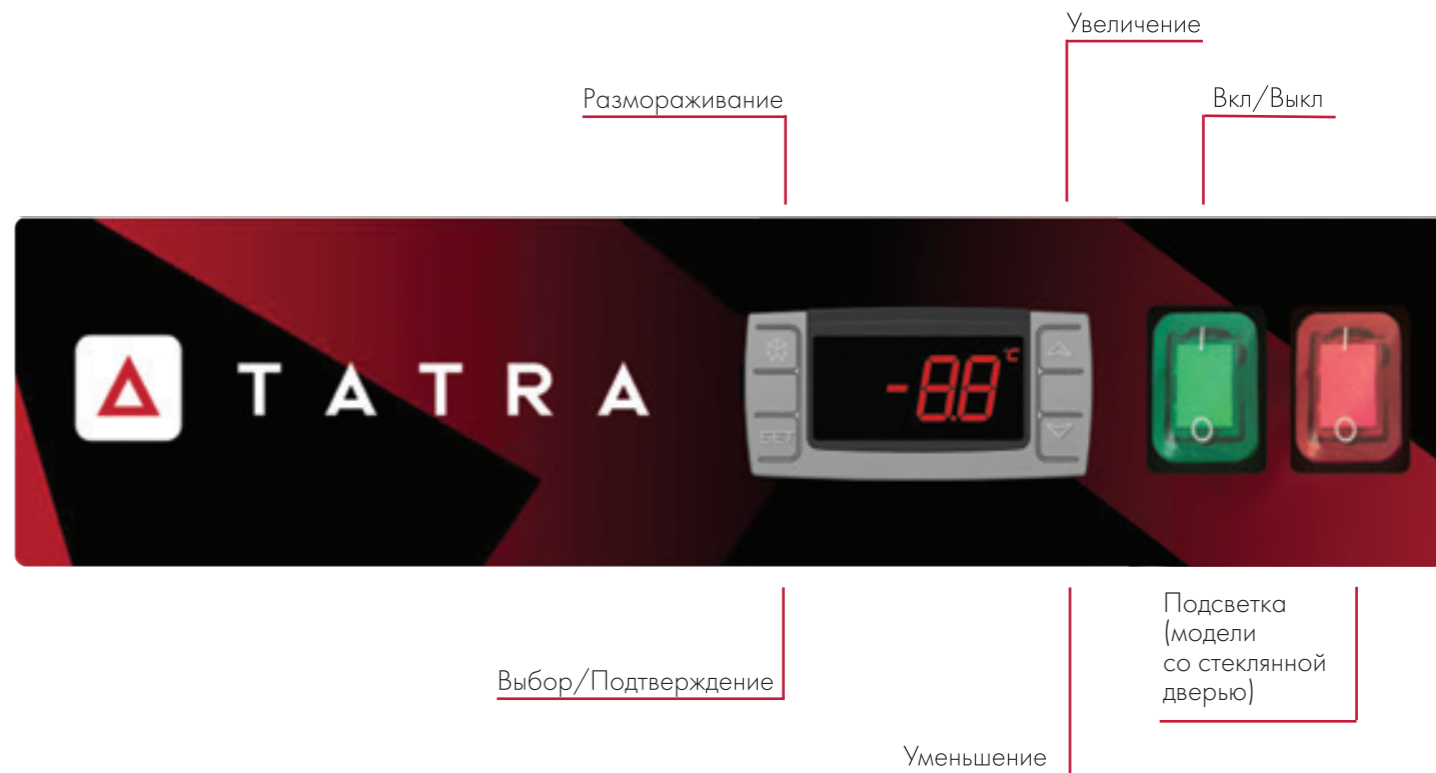 Увеличение
Размораживание
Вкл/Выкл
TATRA
-8.8 °C
SET
Выбор/Подтверждение
Подсветка
(модели
со стеклянной
дверью)
Уменьшение